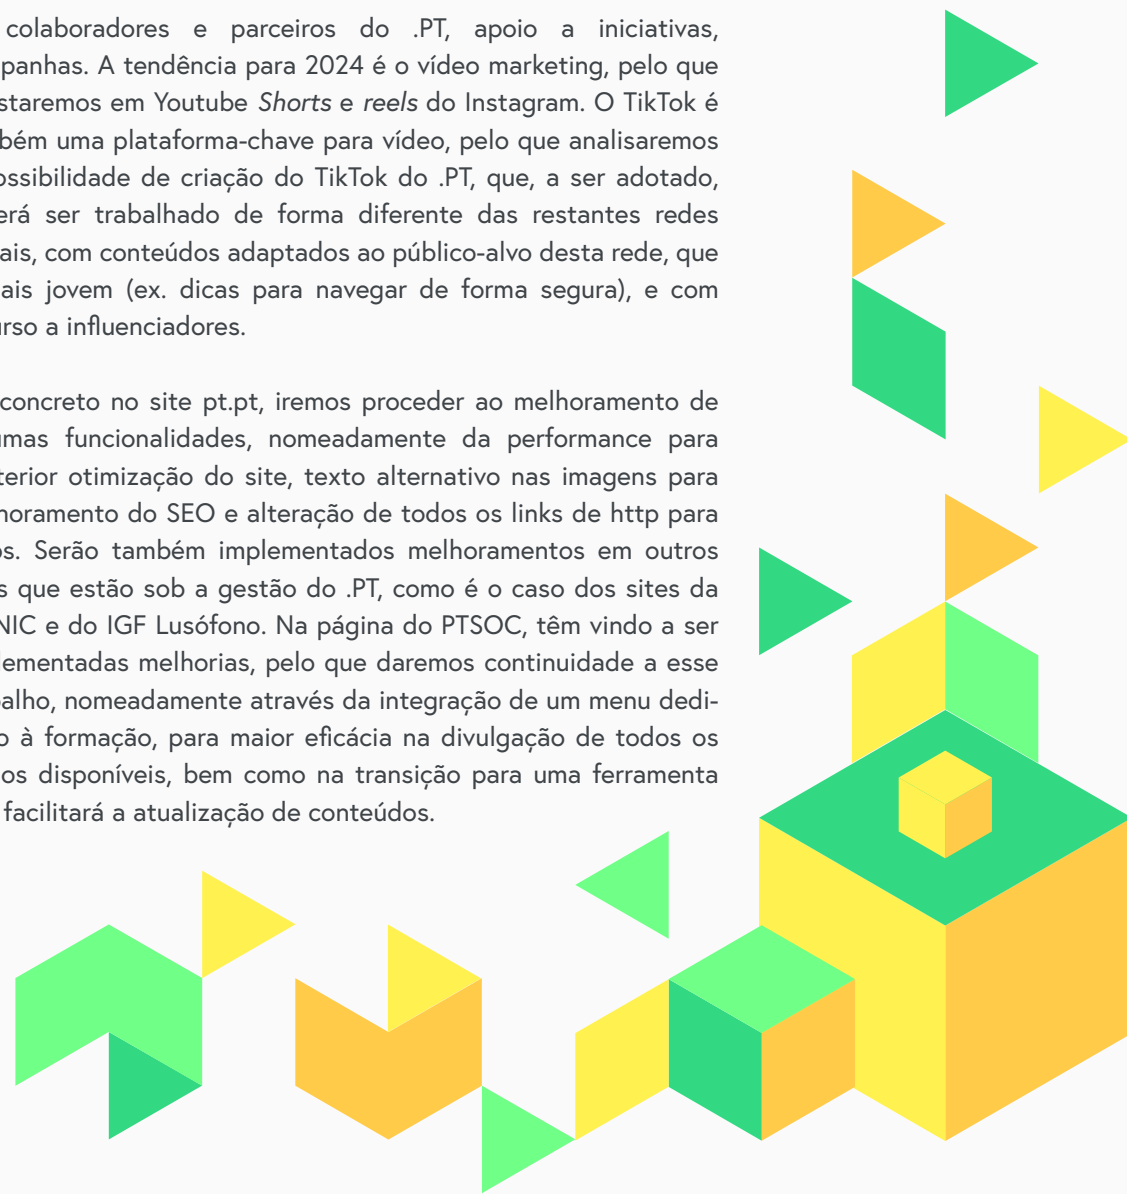 colaboradores e parceiros do .PT, apoio a iniciativas,
panhas. A tendência para 2024 é o vídeo marketing, pelo que
staremos em Youtube Shorts e reels do Instagram. O TikTok é
bém uma plataforma-chave para vídeo, pelo que analisaremos
ossibilidade de criação do TikTok do .PT, que, a ser adotado,
erá ser trabalhado de forma diferente das restantes redes
ais, com conteúdos adaptados ao público-alvo desta rede, que
ais jovem (ex. dicas para navegar de forma segura), e com
urso a influenciadores.
concreto no site pt.pt, iremos proceder ao melhoramento de
umas funcionalidades, nomeadamente da performance para
terior otimização do site, texto alternativo nas imagens para
horamento do SEO e alteração de todos os links de http para
ps. Serão também implementados melhoramentos em outros
s que estão sob a gestão do .PT, como é o caso dos sites da
NIC e do IGF Lusófono. Na página do PTSOC, têm vindo a ser
lementadas melhorias, pelo que daremos continuidade a esse
alho, nomeadamente através da integração de um menu dedi-
o à formação, para maior eficácia na divulgação de todos os
os disponíveis, bem como na transição para uma ferramenta
facilitará a atualização de conteúdos.